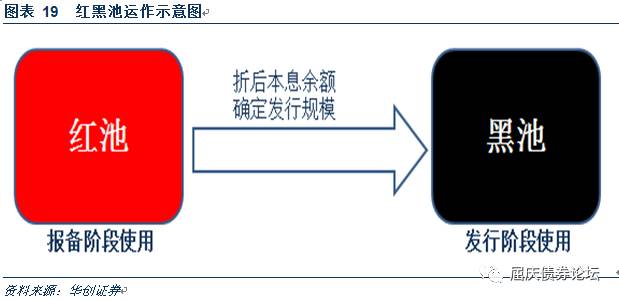 图表 19 红黑池运作示意图
红池
折后本息余额
确定发行规模
黑池
报备阶段使用
发行阶段使用
资料来源：华创证券
屈庆债券论坛